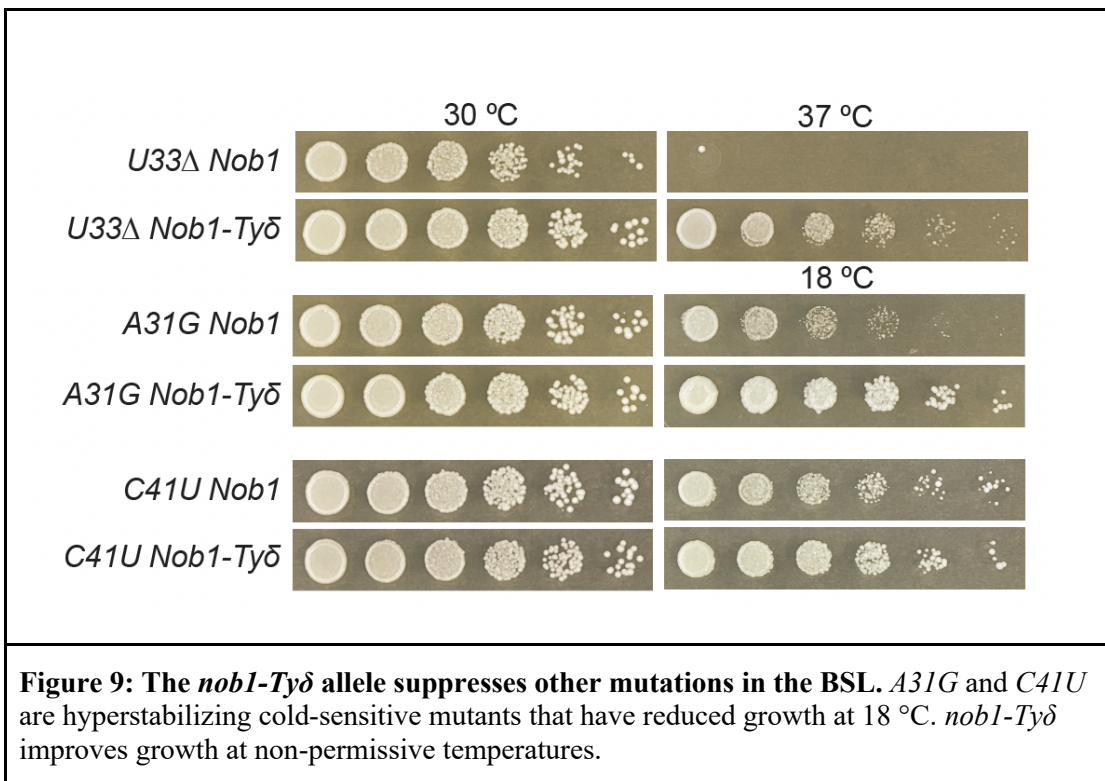 30 ºC 37 ºC
U33Δ Nob1
U33Δ Nob1-Tyδ
18 ºC
A31G Nob1
A31G Nob1-Tyδ
C41U Nob1
C41U Nob1-Tyδ
Figure 9: The nob1-Tyδ allele suppresses other mutations in the BSL. A31G and C41U
are hyperstabilizing cold-sensitive mutants that have reduced growth at 18 °C. nob1-Tyδ
improves growth at non-permissive temperatures.